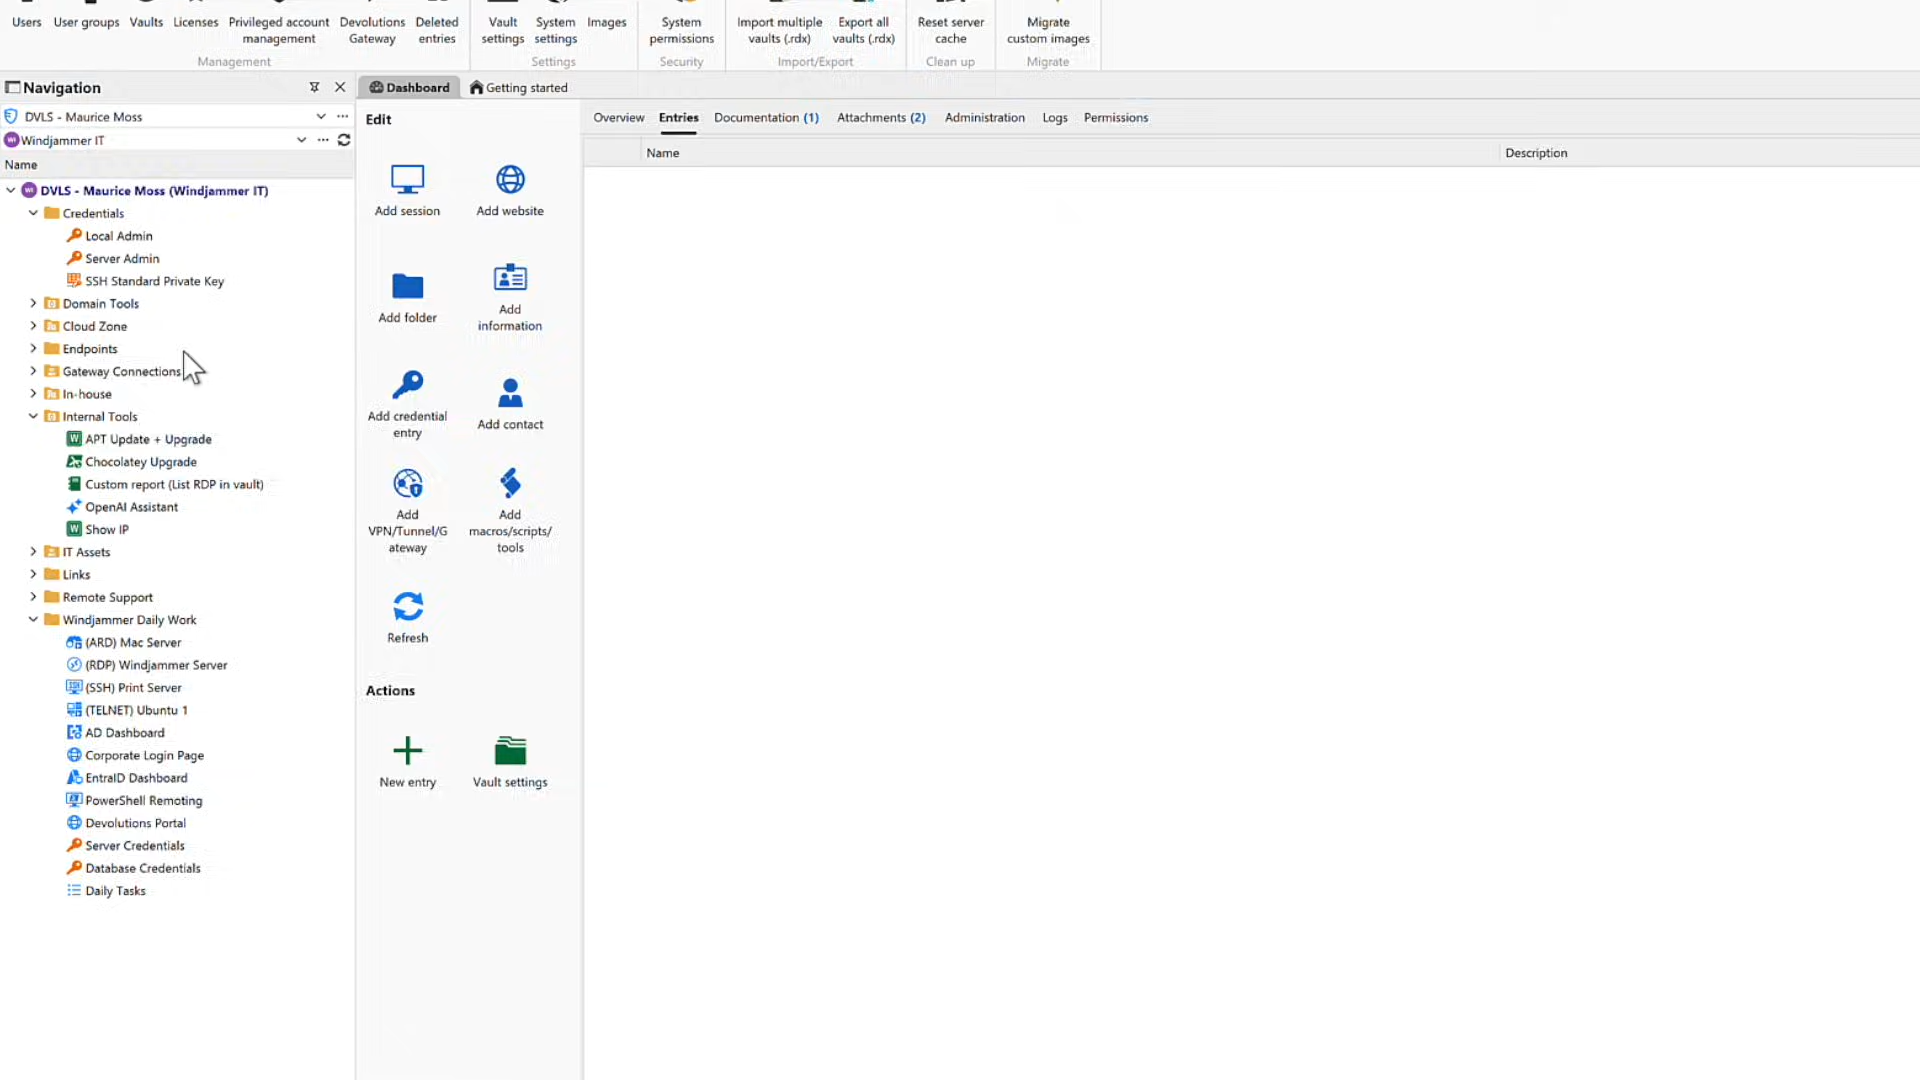 Users User groups Vaults Licenses Privileged account management Devolutions Gateway Deleted entries
Management
Vault settings System settings Images
Settings
System permissions
Security
Import multiple vaults (.rdx) Export all vaults (.rdx)
Import/Export
Reset server cache
Clean up
Migrate custom images
Migrate
Navigation
DVLS - Maurice Moss
Windjammer IT
Name
DVLS - Maurice Moss (Windjammer IT)
Credentials
Local Admin
Server Admin
SSH Standard Private Key
Domain Tools
Cloud Zone
Endpoints
Gateway Connections
In-house
Internal Tools
APT Update + Upgrade
Chocolatey Upgrade
Custom report (List RDP in vault)
OpenAI Assistant
Show IP
IT Assets
Links
Remote Support
Windjammer Daily Work
(ARD) Mac Server
(RDP) Windjammer Server
(SSH) Print Server
(TELNET) Ubuntu 1
AD Dashboard
Corporate Login Page
EntraID Dashboard
PowerShell Remoting
Devolutions Portal
Server Credentials
Database Credentials
Daily Tasks
Dashboard Getting started
Edit
Add session
Add website
Add folder
Add
information
Add credential
entry
Add contact
Add
VPN/Tunnel/G
ateway
Add
macros/scripts/
tools
Refresh
Actions
New entry
Vault settings
Overview Entries Documentation (1) Attachments (2) Administration Logs Permissions
Name Description